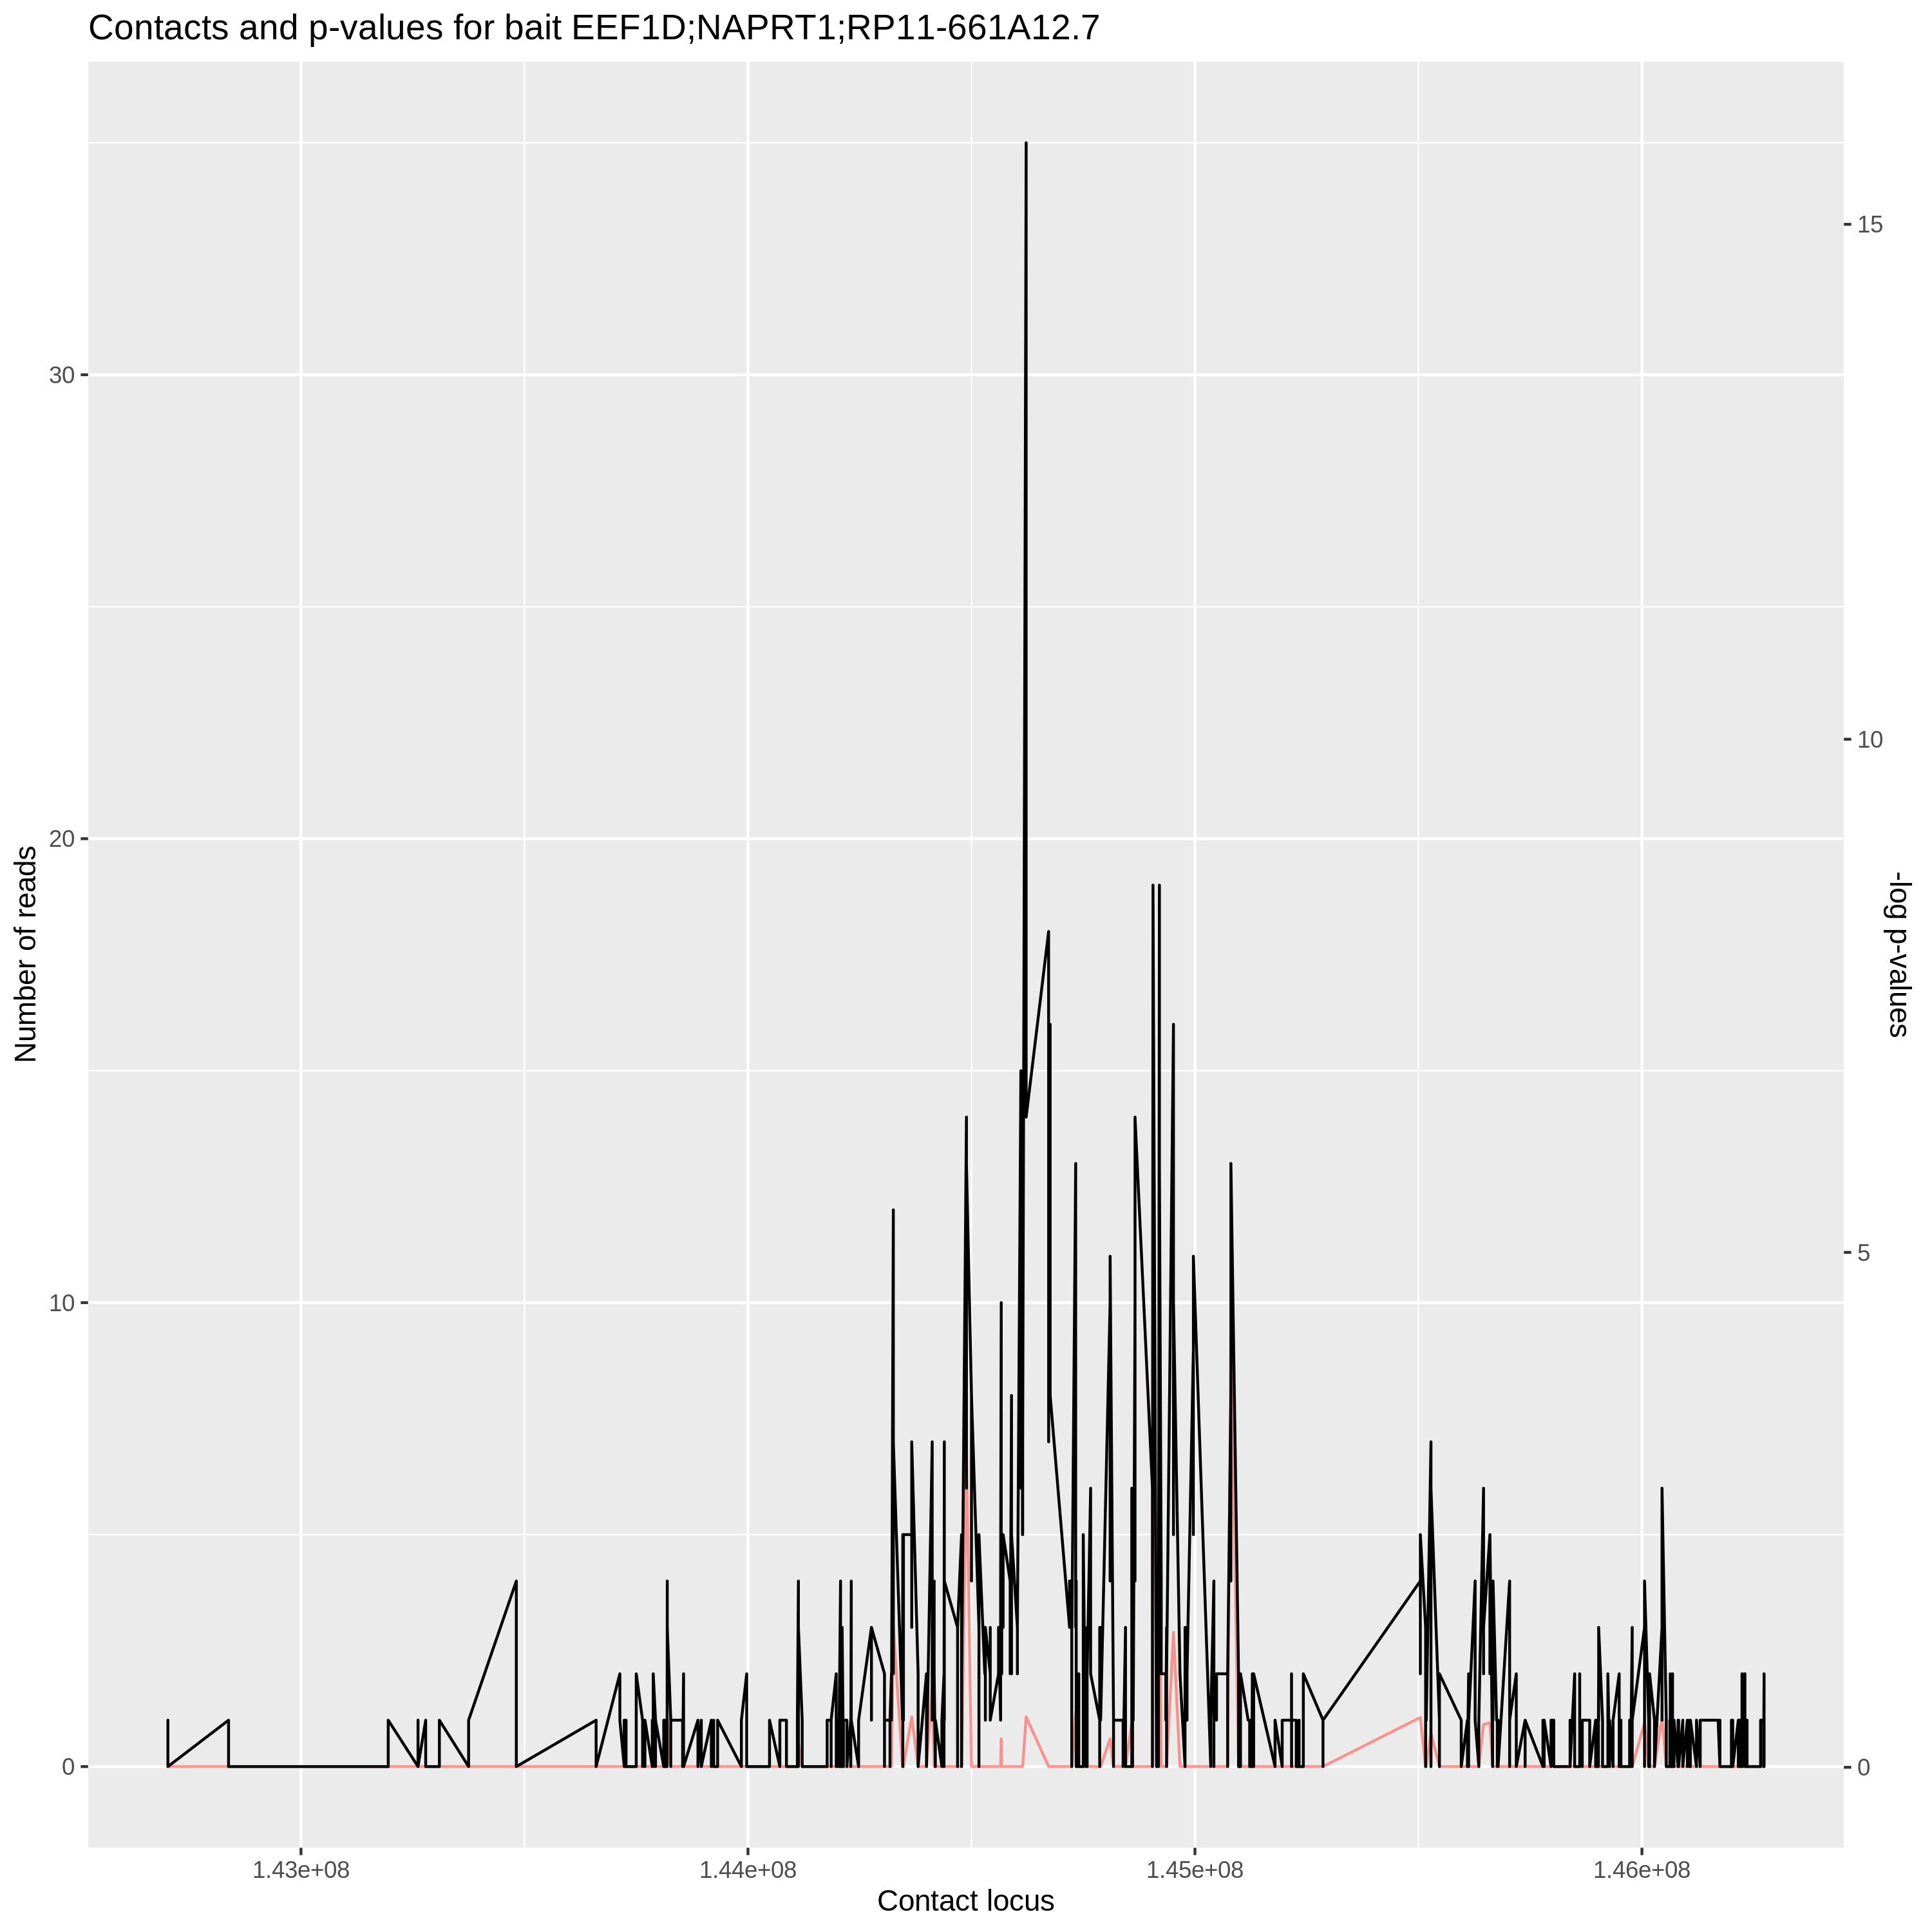 Contacts and p-values for bait EEF1D;NAPRT1;RP11-661A12.7
Number of reads
30
20
10
0
15
10
5
0
-log p-values
1.43e+08
1.44e+08
1.45e+08
1.46e+08
Contact locus